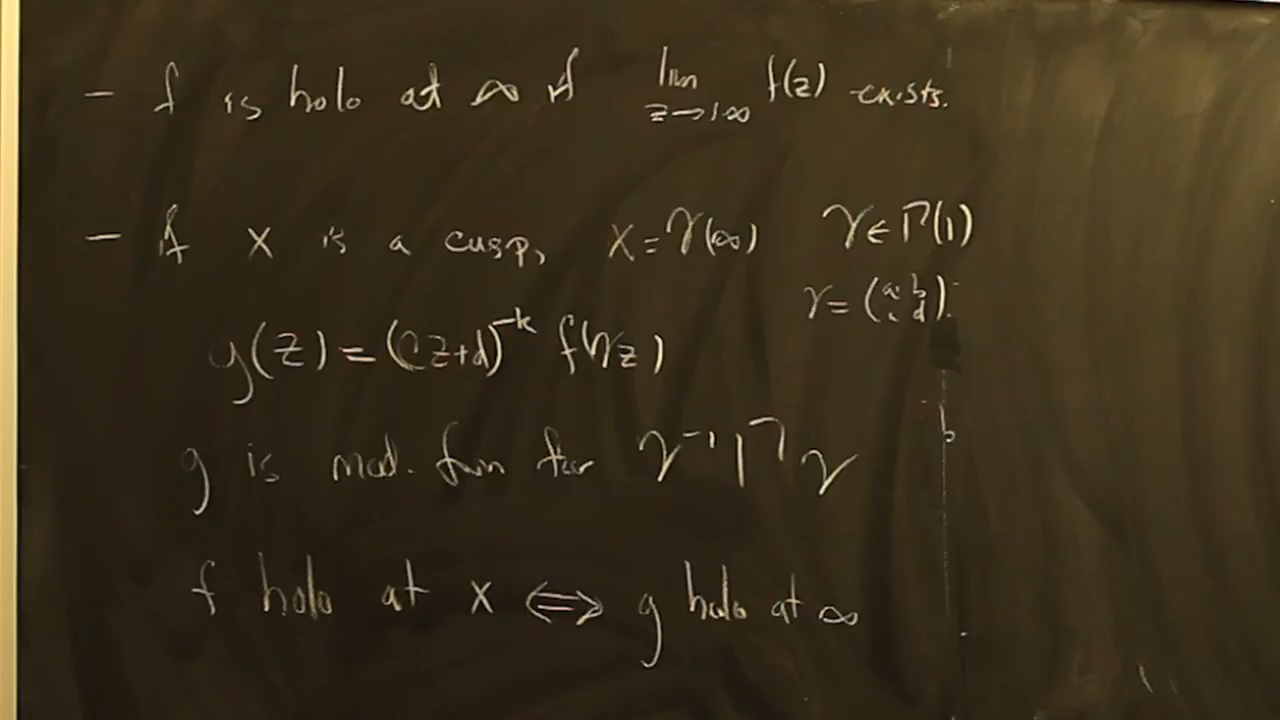 - f is holo at ∞ if lim z→i∞ f(z) exists.
- If x is a cusp, x = γ(∞) γ ∈ Γ(1)
γ = (a b c d).
g(z) = (cz+d)^{-k} f(γz)
g is mod. fun for γ^{-1} Γ γ
f holo at x ⟺ g holo at ∞